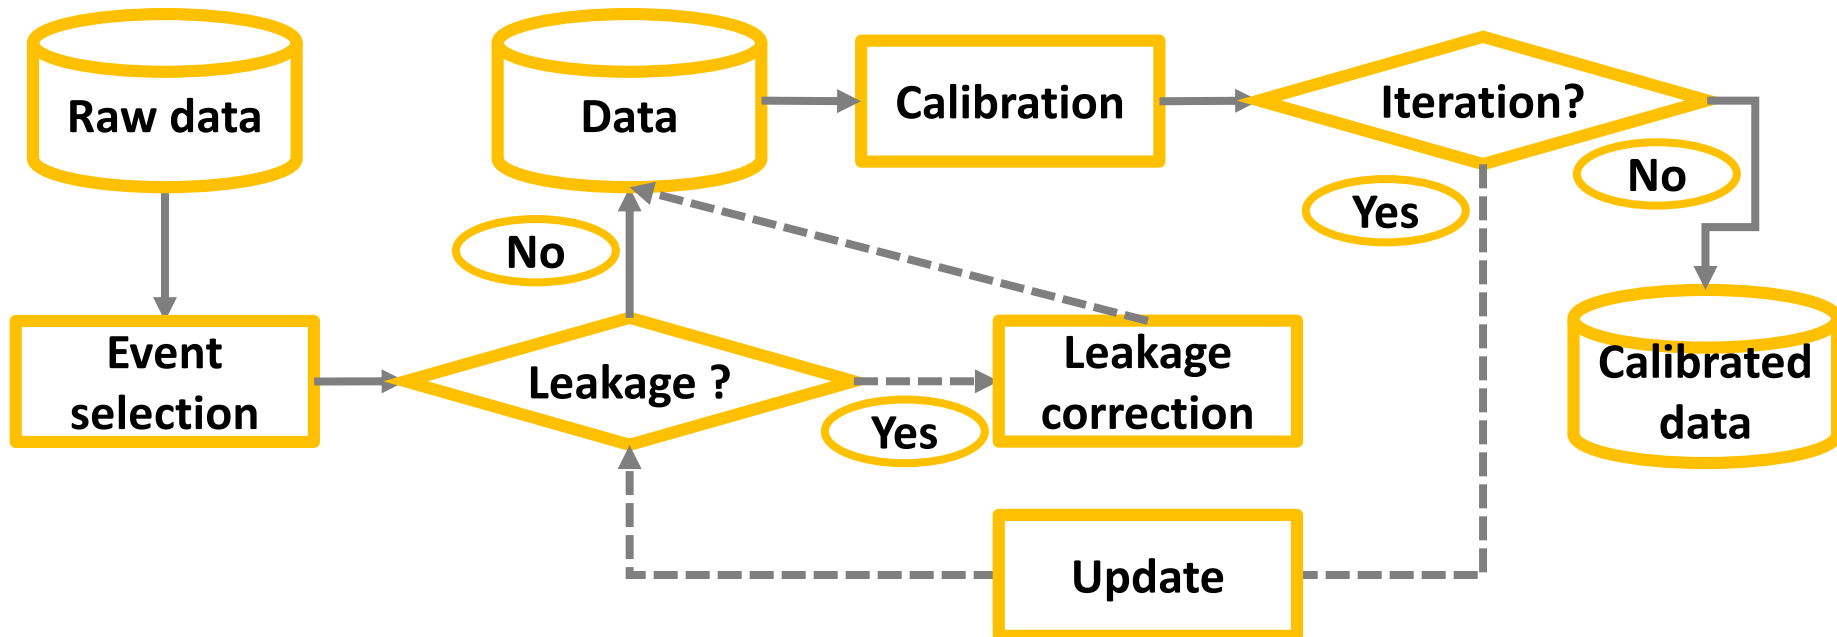 Raw data
Data
Calibration
Iteration?
No
Yes
No
Event
selection
Leakage ?
Yes
Leakage
correction
Calibrated
data
Update